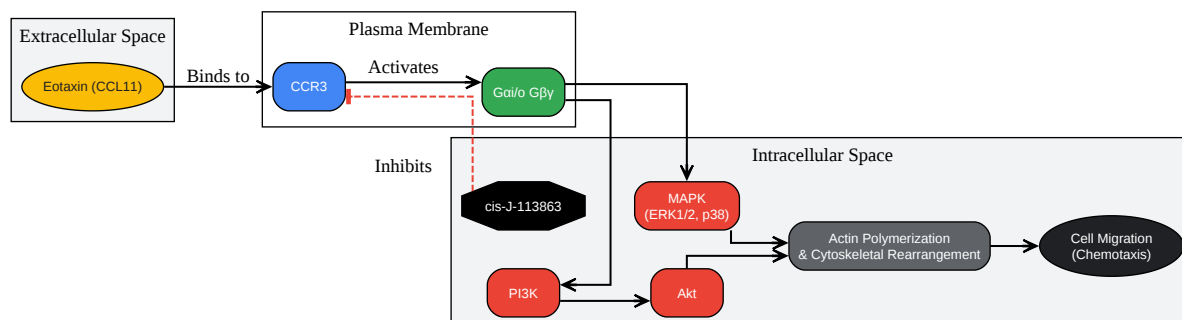 Extracellular Space
Eotaxin (CCL11)
Binds to
Plasma Membrane
CCR3
Activates
Gαi/o Gβγ
Inhibits
Intracellular Space
cis-J-113863
MAPK
(ERK1/2, p38)
PI3K
Akt
Actin Polymerization
& Cytoskeletal Rearrangement
Cell Migration
(Chemotaxis)